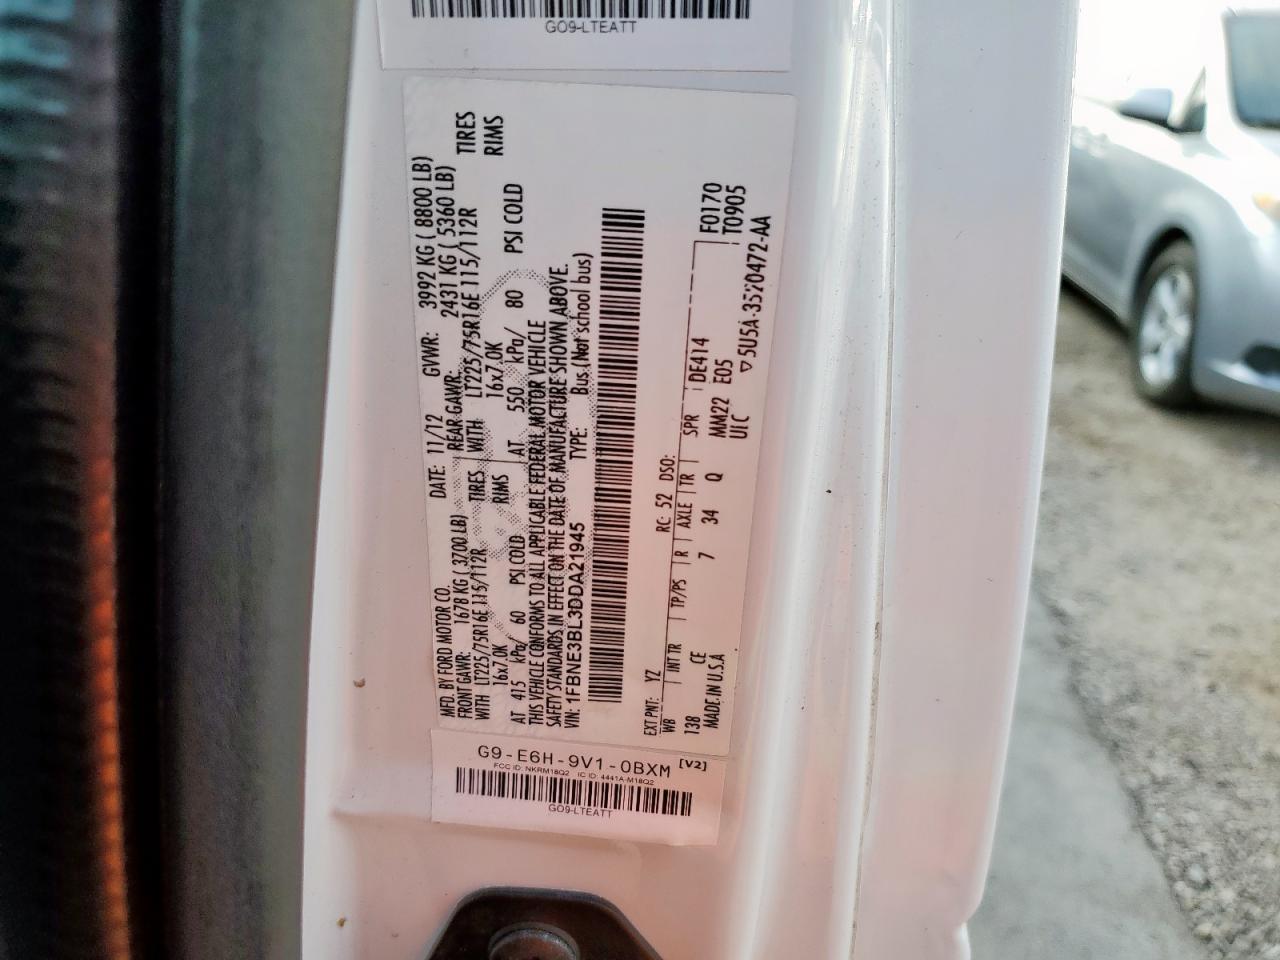 GO9-LTEATT
MFD. BY FORD MOTOR CO. DATE: 11/12 GVWR: 3992 KG ( 8800 LB)
FRONT GAWR: 1678 KG ( 3700 LB) REAR GAWR: 2431 KG ( 5360 LB)
WITH LT225/75R16E 115/112R TIRES WITH LT225/75R16E 115/112R TIRES
16x7.0K RIMS 16x7.0K RIMS
AT 415 kPa/ 60 PSI COLD AT 550 kPa/ 80 PSI COLD
THIS VEHICLE CONFORMS TO ALL APPLICABLE FEDERAL MOTOR VEHICLE
SAFETY STANDARDS IN EFFECT ON THE DATE OF MANUFACTURE SHOWN ABOVE.
VIN: 1FBNE3BL3DDA21945 TYPE: Bus (Not school bus)
EXT PNT: YZ RC: 52 DSO:
WB INT TR TP/PS R AXLE TR SPR DE414 F0170
138 CE 7 34 Q MM22 E05 T0905
MADE IN U.S.A UIC ▽5U5A-3520472-AA
G9-E6H-9V1-0BXM [V2]
FCC ID: NKRM18Q2 IC ID: 4441A-M18Q2
GO9-LTEATT